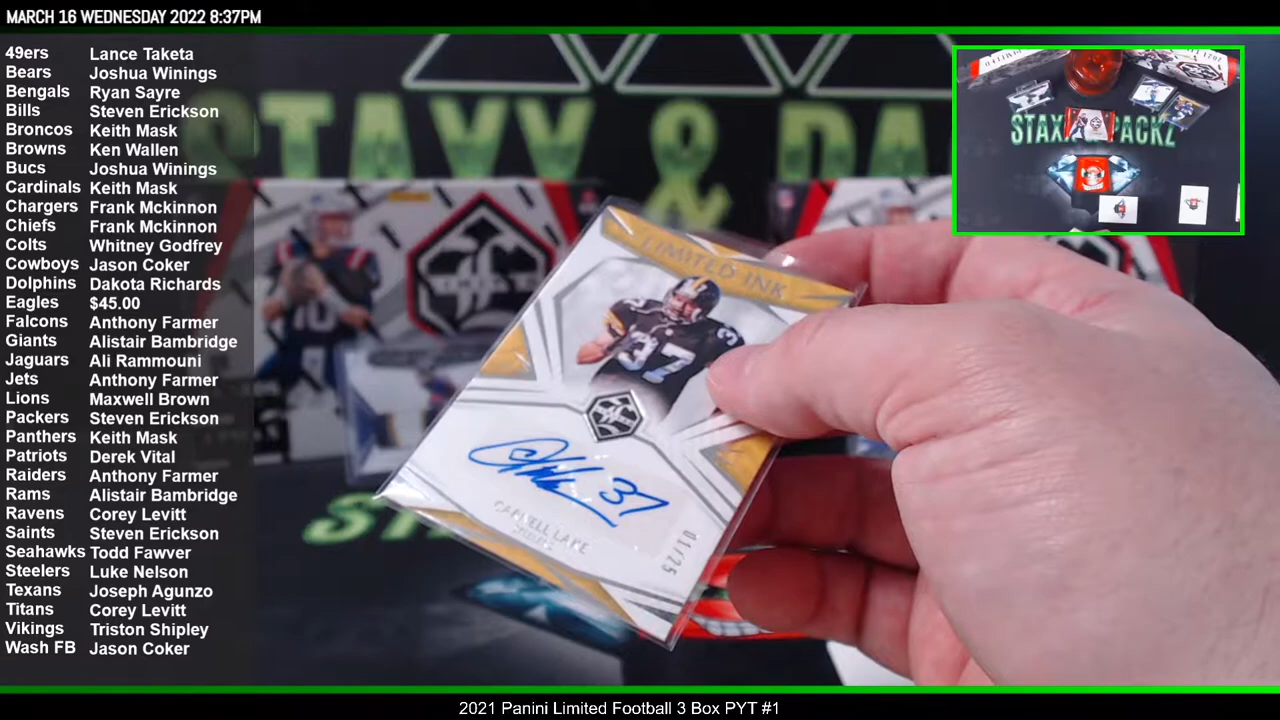 MARCH 16 WEDNESDAY 2022 8:37PM
49ers Lance Taketa
Bears Joshua Winings
Bengals Ryan Sayre
Bills Steven Erickson
Broncos Keith Mask
Browns Ken Wallen
Bucs Joshua Winings
Cardinals Keith Mask
Chargers Frank Mckinnon
Chiefs Frank Mckinnon
Colts Whitney Godfrey
Cowboys Jason Coker
Dolphins Dakota Richards
Eagles $45.00
Falcons Anthony Farmer
Giants Alistair Bambridge
Jaguars Ali Rammouni
Jets Anthony Farmer
Lions Maxwell Brown
Packers Steven Erickson
Panthers Keith Mask
Patriots Derek Vital
Raiders Anthony Farmer
Rams Alistair Bambridge
Ravens Corey Levitt
Saints Steven Erickson
Seahawks Todd Fawver
Steelers Luke Nelson
Texans Joseph Agunzo
Titans Corey Levitt
Vikings Triston Shipley
Wash FB Jason Coker
STAXX & PA
LIMITED INK
37
37
CARNELL LAKE
STEELERS
01/25
2021 Panini Limited Football 3 Box PYT #1